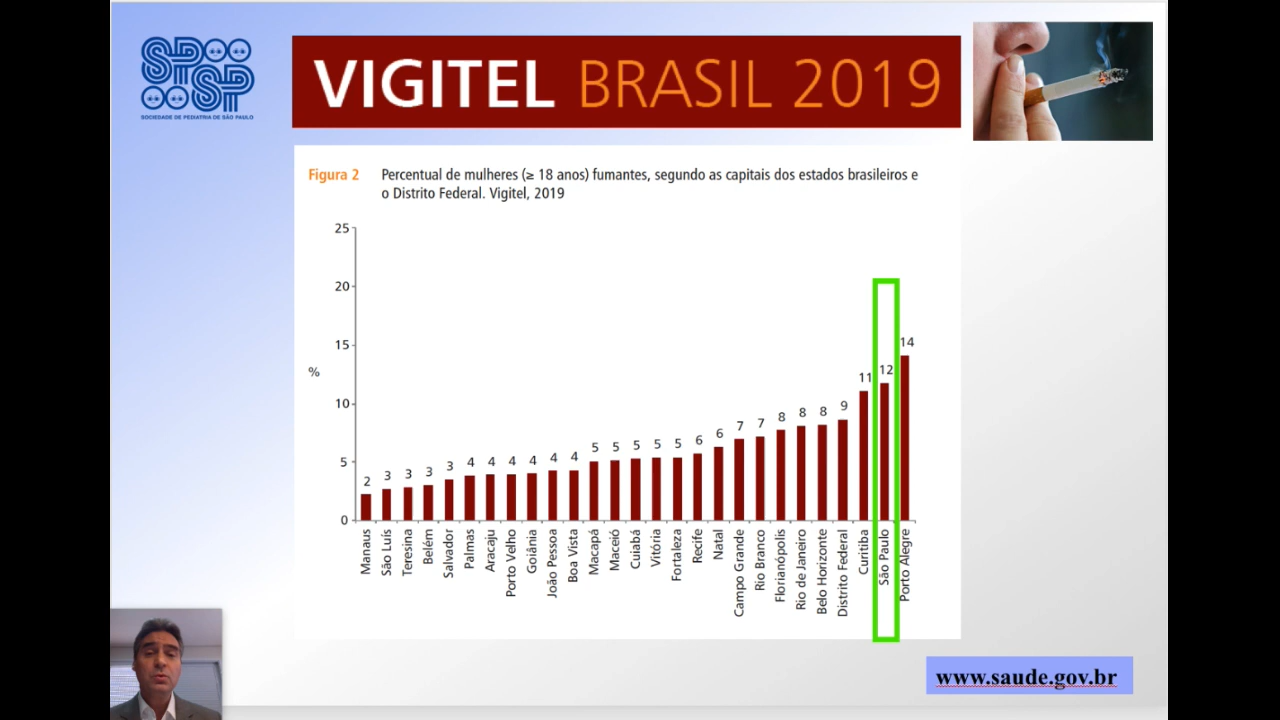 SPSP
SOCIEDADE DE PEDIATRIA DE SÃO PAULO
VIGITEL BRASIL 2019
Figura 2 Percentual de mulheres (≥ 18 anos) fumantes, segundo as capitais dos estados brasileiros e
o Distrito Federal. Vigitel, 2019
25
20
15
%
10
5
0
2 3 3 3 3 4 4 4 4 4 4 5 5 5 5 5 6 6 7 7 8 8 8 9 11 12 14
Manaus
São Luís
Teresina
Belém
Salvador
Palmas
Aracaju
Porto Velho
Goiânia
João Pessoa
Boa Vista
Macapá
Maceió
Cuiabá
Vitória
Fortaleza
Recife
Natal
Campo Grande
Rio Branco
Florianópolis
Rio de Janeiro
Belo Horizonte
Distrito Federal
Curitiba
São Paulo
Porto Alegre
www.saude.gov.br